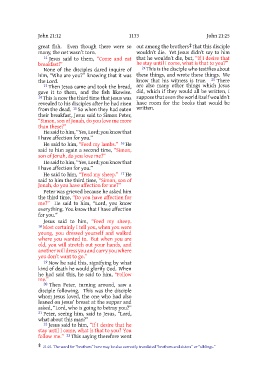 John 21:12 1133 John 21:25
great fish. Even though there were so
many, the net wasn't torn.
12 Jesus said to them, "Come and eat
breakfast!"
None of the disciples dared inquire of
him, "Who are you?" knowing that it was
the Lord.
13 Then Jesus came and took the bread,
gave it to them, and the fish likewise.
14 This is now the third time that Jesus was
revealed to his disciples after he had risen
from the dead. 15 So when they had eaten
their breakfast, Jesus said to Simon Peter,
"Simon, son of Jonah, do you love me more
than these?"
He said to him, "Yes, Lord; you know that
I have affection for you."
He said to him, "Feed my lambs." 16 He
said to him again a second time, "Simon,
son of Jonah, do you love me?"
He said to him, "Yes, Lord; you know that
I have affection for you."
He said to him, "Tend my sheep." 17 He
said to him the third time, "Simon, son of
Jonah, do you have affection for me?"
Peter was grieved because he asked him
the third time, "Do you have affection for
me?" He said to him, "Lord, you know
everything. You know that I have affection
for you."
Jesus said to him, "Feed my sheep.
18 Most certainly I tell you, when you were
young, you dressed yourself and walked
where you wanted to. But when you are
old, you will stretch out your hands, and
another will dress you and carry you where
you don't want to go."
19 Now he said this, signifying by what
kind of death he would glorify God. When
he had said this, he said to him, "Follow
me."
20 Then Peter, turning around, saw a
disciple following. This was the disciple
whom Jesus loved, the one who had also
leaned on Jesus' breast at the supper and
asked, "Lord, who is going to betray you?"
21 Peter, seeing him, said to Jesus, "Lord,
what about this man?"
22 Jesus said to him, "If I desire that he
stay until I come, what is that to you? You
follow me." 23 This saying therefore went
out among the brothers‡ that this disciple
wouldn't die. Yet Jesus didn't say to him
that he wouldn't die, but, "If I desire that
he stay until I come, what is that to you?"
24 This is the disciple who testifies about
these things, and wrote these things. We
know that his witness is true. 25 There
are also many other things which Jesus
did, which if they would all be written, I
suppose that even the world itself wouldn't
have room for the books that would be
written.
‡ 21:23 The word for "brothers" here may be also correctly translated "brothers and sisters" or "siblings."